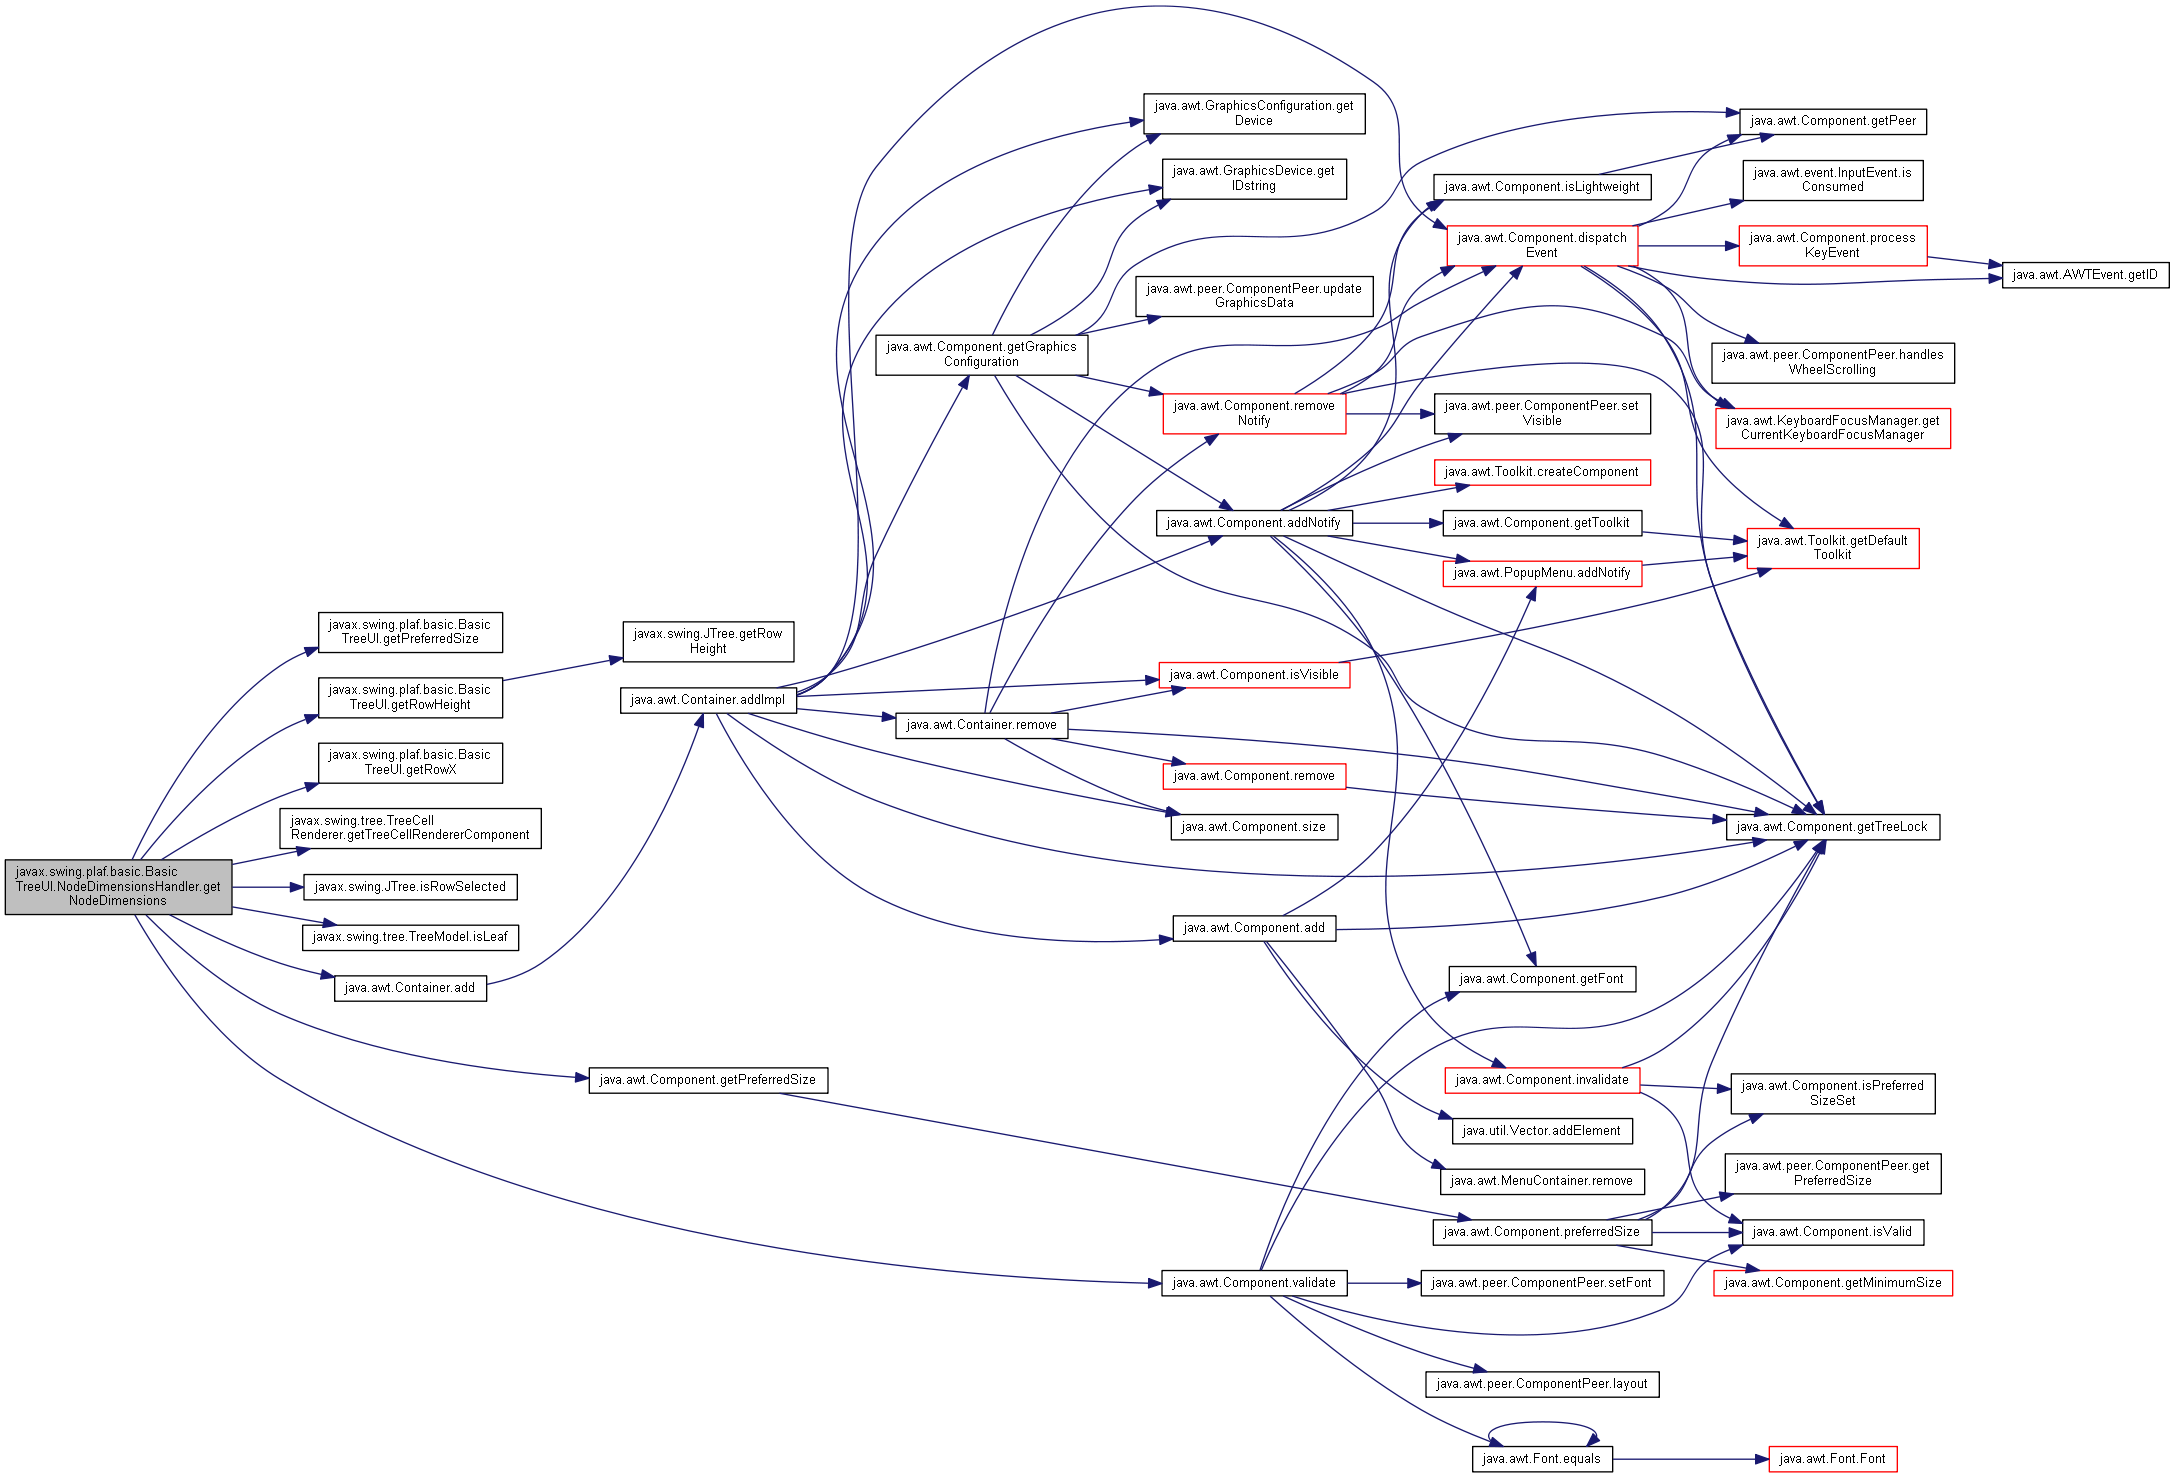 javax.swing.plaf.basic.Basic
TreeUI.NodeDimensionsHandler.get
NodeDimensions
javax.swing.plaf.basic.Basic
TreeUI.getPreferredSize
javax.swing.plaf.basic.Basic
TreeUI.getRowHeight
javax.swing.plaf.basic.Basic
TreeUI.getRowX
javax.swing.tree.TreeCell
Renderer.getTreeCellRendererComponent
javax.swing.JTree.isRowSelected
javax.swing.tree.TreeModel.isLeaf
java.awt.Container.add
java.awt.Component.getPreferredSize
javax.swing.JTree.getRow
Height
java.awt.Container.addImpl
java.awt.Component.getGraphics
Configuration
java.awt.Container.remove
java.awt.GraphicsConfiguration.get
Device
java.awt.GraphicsDevice.get
IDstring
java.awt.peer.ComponentPeer.update
GraphicsData
java.awt.Component.remove
Notify
java.awt.Component.addNotify
java.awt.Component.isVisible
java.awt.Component.remove
java.awt.Component.size
java.awt.Component.add
java.awt.Component.validate
java.awt.Component.isLightweight
java.awt.Component.dispatch
Event
java.awt.peer.ComponentPeer.set
Visible
java.awt.Toolkit.createComponent
java.awt.Component.getToolkit
java.awt.PopupMenu.addNotify
java.awt.Component.getFont
java.awt.Component.invalidate
java.util.Vector.addElement
java.awt.MenuContainer.remove
java.awt.Component.preferredSize
java.awt.peer.ComponentPeer.setFont
java.awt.peer.ComponentPeer.layout
java.awt.Font.equals
java.awt.Component.getPeer
java.awt.event.InputEvent.is
Consumed
java.awt.Component.process
KeyEvent
java.awt.peer.ComponentPeer.handles
WheelScrolling
java.awt.KeyboardFocusManager.get
CurrentKeyboardFocusManager
java.awt.Toolkit.getDefault
Toolkit
java.awt.Component.getTreeLock
java.awt.Component.isPreferred
SizeSet
java.awt.peer.ComponentPeer.get
PreferredSize
java.awt.Component.isValid
java.awt.Component.getMinimumSize
java.awt.Font.Font
java.awt.AWTEvent.getID